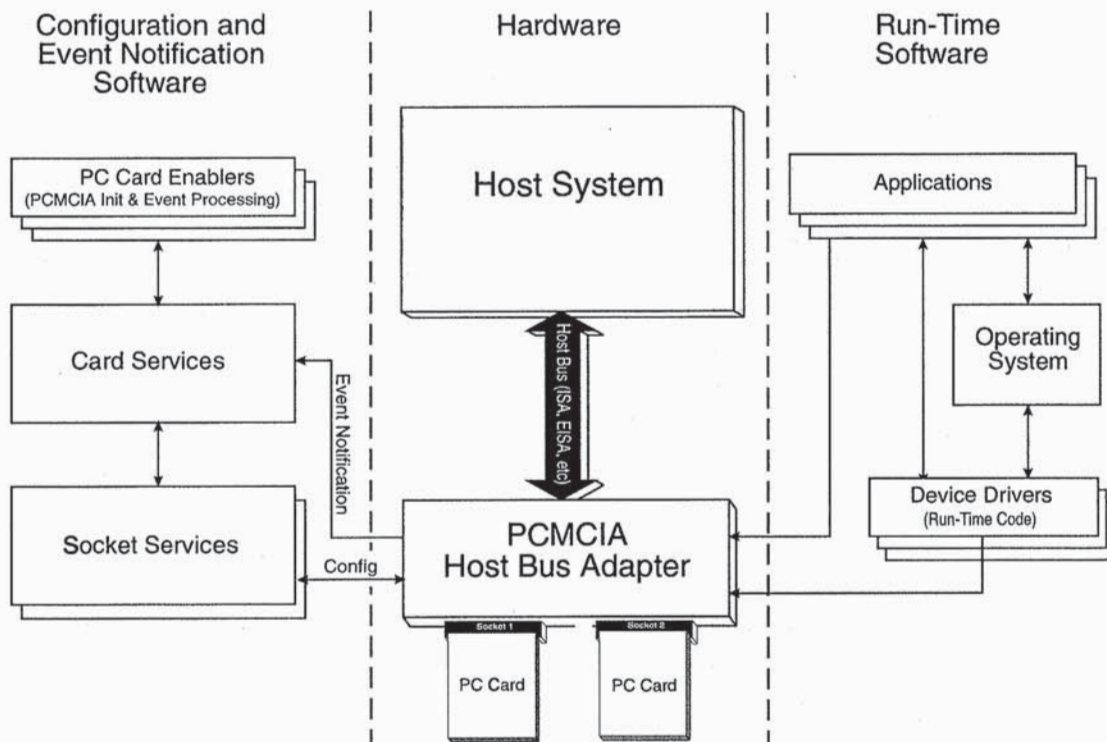 Configuration and
Event Notification
Software
Hardware
Run-Time
Software
PC Card Enablers
(PCMCIA Init & Event Processing)
Host System
Applications
Card Services
Event Notification
Host Bus (ISA, EISA, etc)
Operating
System
Socket Services
Config
PCMCIA
Host Bus Adapter
Device Drivers
(Run-Time Code)
Socket 1
Socket 2
PC Card
PC Card